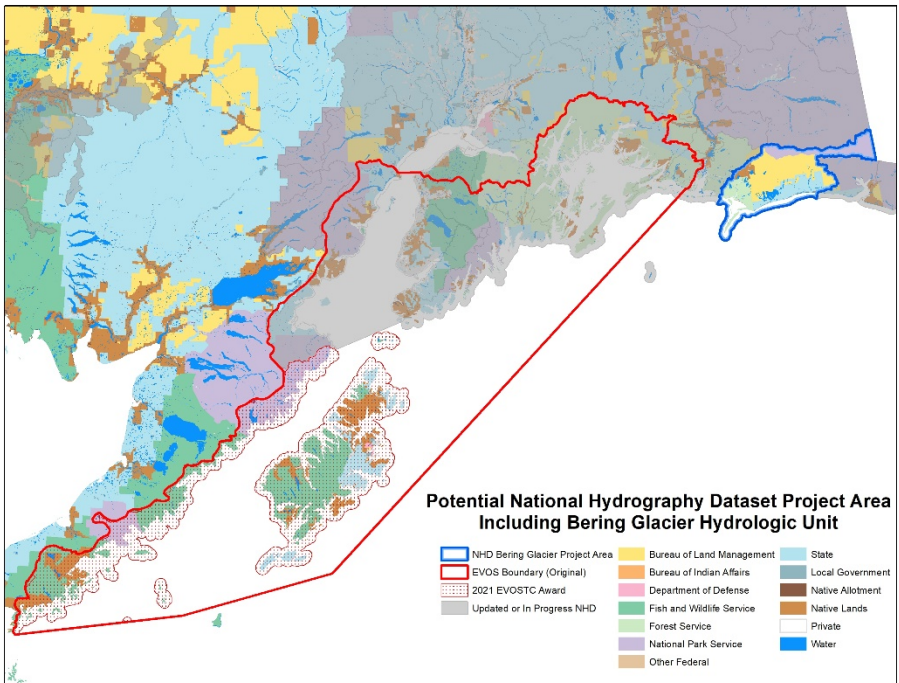 Potential National Hydrography Dataset Project Area
Including Bering Glacier Hydrologic Unit
NHD Bering Glacier Project Area
EVOS Boundary (Original)
2021 EVOSTC Award
Updated or In Progress NHD
Bureau of Land Management
Bureau of Indian Affairs
Department of Defense
Fish and Wildlife Service
Forest Service
National Park Service
Other Federal
State
Local Government
Native Allotment
Native Lands
Private
Water